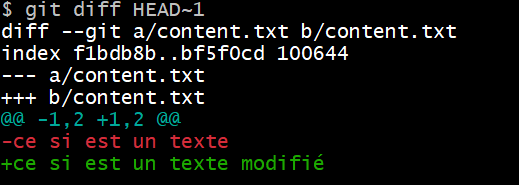 $ git diff HEAD~1
diff --git a/content.txt b/content.txt
index f1bdb8b..bf5f0cd 100644
--- a/content.txt
+++ b/content.txt
@@ -1,2 +1,2 @@
-ce si est un texte
+ce si est un texte modifié